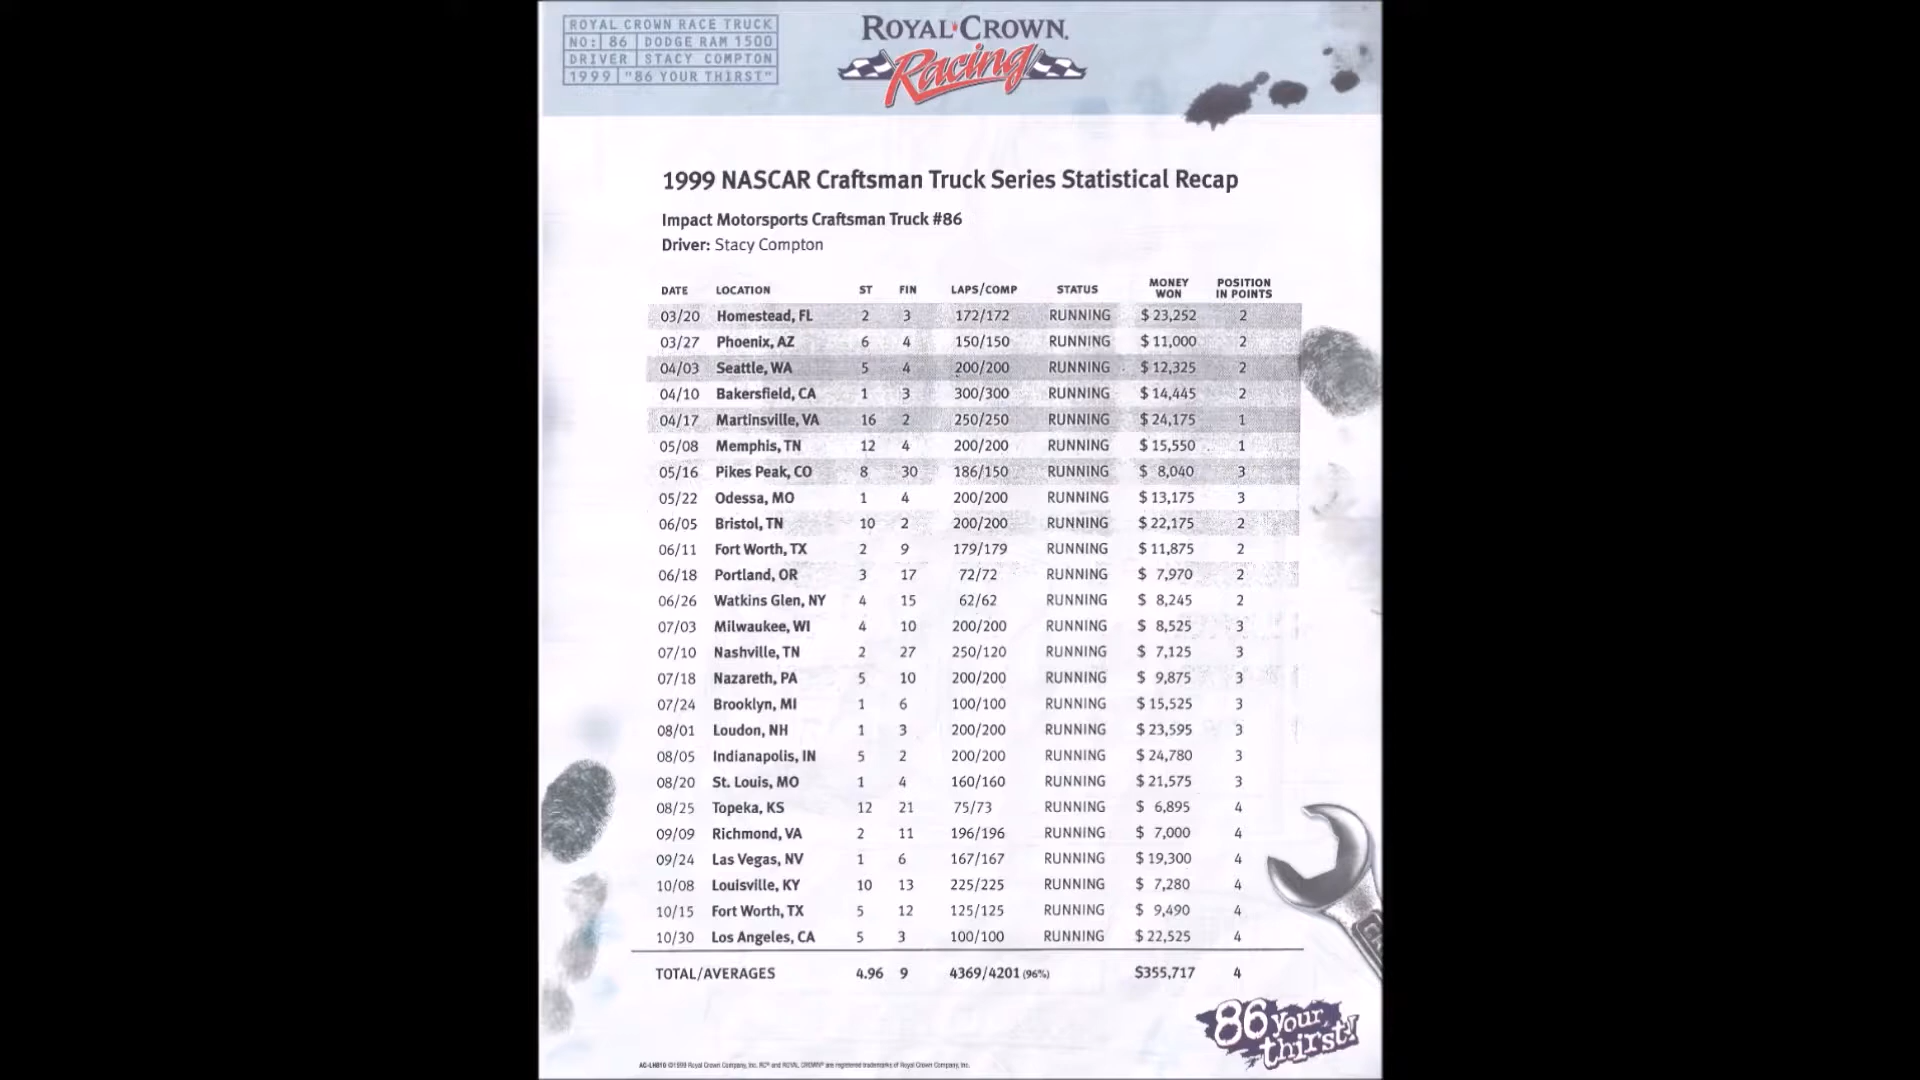 ROYAL CROWN RACE TRUCK
NO: 86 DODGE RAM 1500
DRIVER STACY COMPTON
1999 "86 YOUR THIRST"
ROYAL CROWN.
Racing
1999 NASCAR Craftsman Truck Series Statistical Recap
Impact Motorsports Craftsman Truck #86
Driver: Stacy Compton
DATE LOCATION ST FIN LAPS/COMP STATUS MONEY WON POSITION IN POINTS
03/20 Homestead, FL 2 3 172/172 RUNNING $ 23,252 2
03/27 Phoenix, AZ 6 4 150/150 RUNNING $ 11,000 2
04/03 Seattle, WA 5 4 200/200 RUNNING $ 12,325 2
04/10 Bakersfield, CA 1 3 300/300 RUNNING $ 14,445 2
04/17 Martinsville, VA 16 2 250/250 RUNNING $ 24,175 1
05/08 Memphis, TN 12 4 200/200 RUNNING $ 15,550 1
05/16 Pikes Peak, CO 8 30 186/150 RUNNING $ 8,040 3
05/22 Odessa, MO 1 4 200/200 RUNNING $ 13,175 3
06/05 Bristol, TN 10 2 200/200 RUNNING $ 22,175 2
06/11 Fort Worth, TX 2 9 179/179 RUNNING $ 11,875 2
06/18 Portland, OR 3 17 72/72 RUNNING $ 7,970 2
06/26 Watkins Glen, NY 4 15 62/62 RUNNING $ 8,245 2
07/03 Milwaukee, WI 4 10 200/200 RUNNING $ 8,525 3
07/10 Nashville, TN 2 27 250/120 RUNNING $ 7,125 3
07/18 Nazareth, PA 5 10 200/200 RUNNING $ 9,875 3
07/24 Brooklyn, MI 1 6 100/100 RUNNING $ 15,525 3
08/01 Loudon, NH 1 3 200/200 RUNNING $ 23,595 3
08/05 Indianapolis, IN 5 2 200/200 RUNNING $ 24,780 3
08/20 St. Louis, MO 1 4 160/160 RUNNING $ 21,575 3
08/25 Topeka, KS 12 21 75/73 RUNNING $ 6,895 4
09/09 Richmond, VA 2 11 196/196 RUNNING $ 7,000 4
09/24 Las Vegas, NV 1 6 167/167 RUNNING $ 19,300 4
10/08 Louisville, KY 10 13 225/225 RUNNING $ 7,280 4
10/15 Fort Worth, TX 5 12 125/125 RUNNING $ 9,490 4
10/30 Los Angeles, CA 5 3 100/100 RUNNING $ 22,525 4
TOTAL/AVERAGES 4.96 9 4369/4201 (96%) $355,717 4
86 your thirst!
©1999 Royal Crown Company, Inc. RC® and ROYAL CROWN® are registered trademarks of Royal Crown Company, Inc.